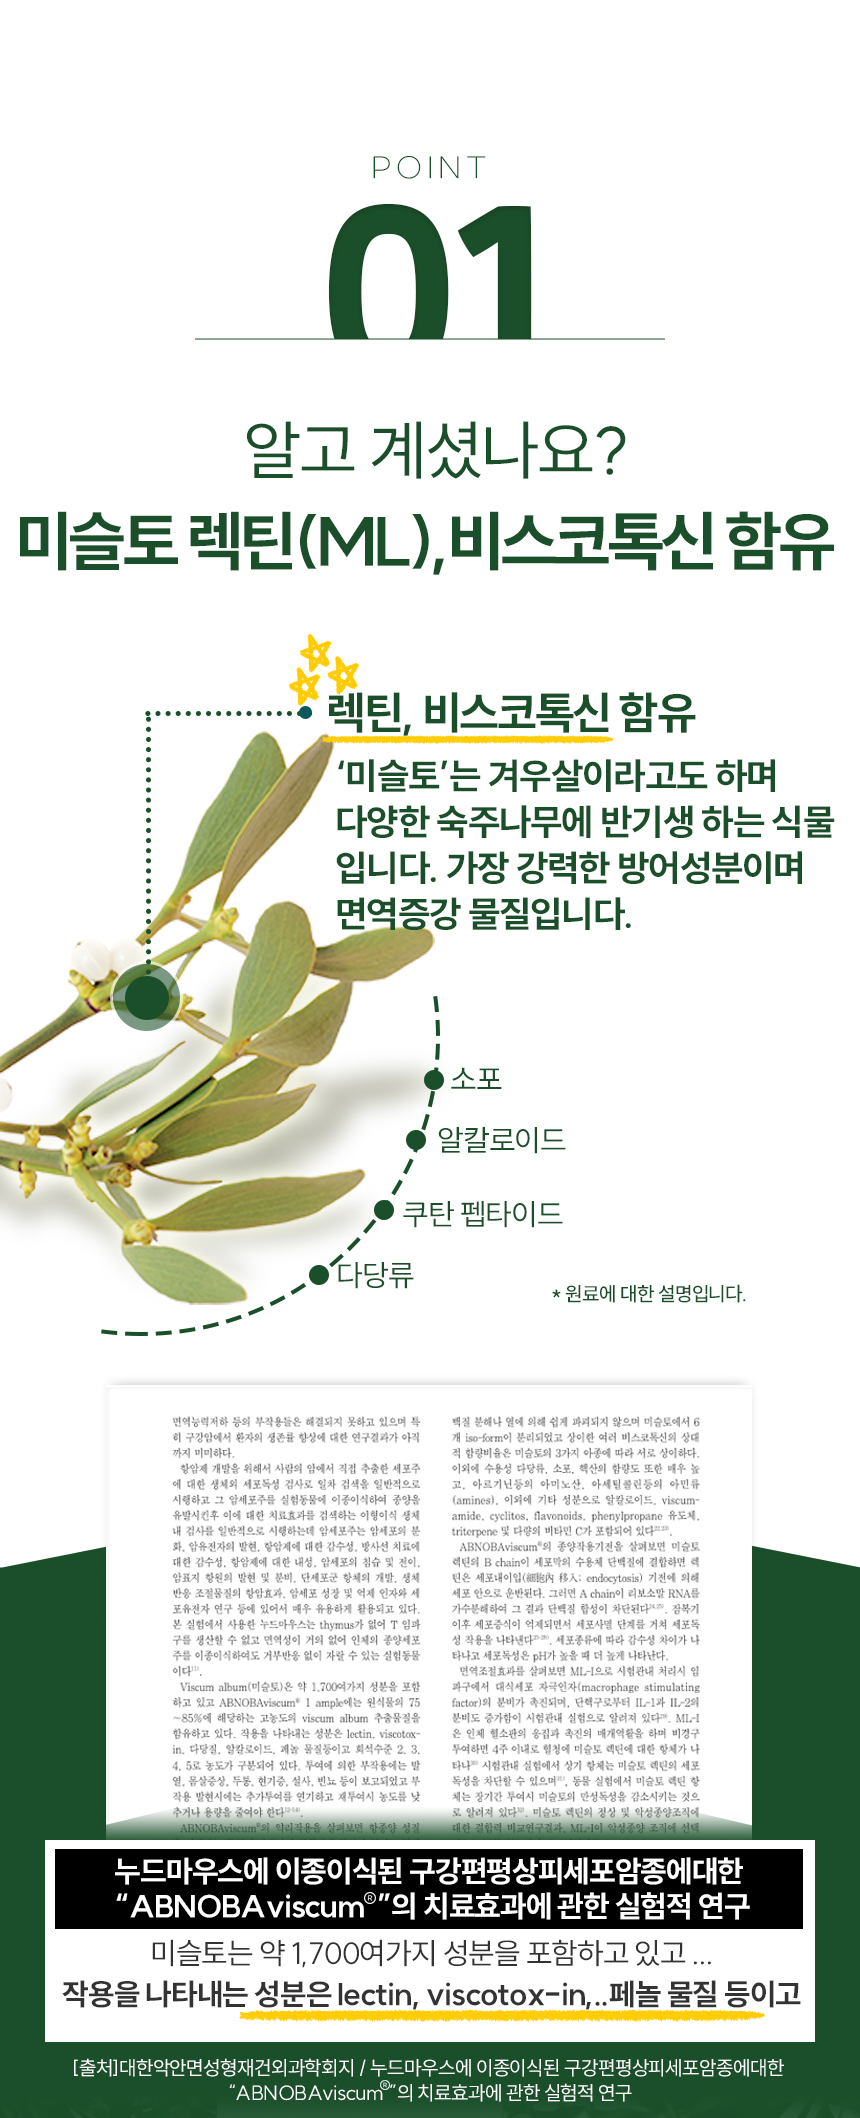 POINT
01
알고 계셨나요?
미슬토 렉틴(ML),비스코톡신 함유
렉틴, 비스코톡신 함유
‘미슬토’는 겨우살이라고도 하며
다양한 숙주나무에 반기생 하는 식물
입니다. 가장 강력한 방어성분이며
면역증강 물질입니다.
소포
알칼로이드
쿠탄 펩타이드
다당류
* 원료에 대한 설명입니다.
면역능력저하 등의 부작용들은 해결되지 못하고 있으며 특
히 구강암에서 환자의 생존률 향상에 대한 연구결과가 아직
까지 미미하다.
항암제 개발을 위해서 사람의 암에서 직접 추출한 세포주
에 대한 생체외 세포독성 검사로 일차 검색을 일반적으로
시행하고 그 암세포주를 실험동물에 이종이식하여 종양을
유발시킨후 이에 대한 치료효과를 검색하는 이형이식 생체
내 검사를 일반적으로 시행하는데 암세포주는 암세포의 분
화, 암유전자의 발현, 항암제에 대한 감수성, 방사선 치료에
대한 감수성, 항암제에 대한 내성, 암세포의 침습 및 전이,
암표지 항원의 발현 및 분비, 단세포군 항체의 개발, 생체
반응 조절물질의 항암효과, 암세포 성장 및 억제 인자와 세
포유전자 연구 등에 있어서 매우 유용하게 활용되고 있다.
본 실험에서 사용한 누드마우스는 thymus가 없어 T 임파
구를 생산할 수 없고 면역성이 거의 없어 인체의 종양세포
주를 이종이식하여도 거부반응 없이 자랄 수 있는 실험동물
이다¹¹⁾.
Viscum album(미슬토)은 약 1,700여가지 성분을 포함
하고 있고 ABNOBAviscum® 1 ample에는 원식물의 75
~85%에 해당하는 고농도의 viscum album 추출물질을
함유하고 있다. 작용을 나타내는 성분은 lectin, viscotox-
in, 다당질, 알칼로이드, 페놀 물질등이고 희석수준 2, 3,
4, 5로 농도가 구분되어 있다. 투여에 의한 부작용에는 발
열, 몸살증상, 두통, 현기증, 설사, 빈뇨 등이 보고되었고 부
작용 발현시에는 추가투여를 연기하고 재투여시 농도를 낮
추거나 용량을 줄여야 한다¹²⁻¹⁴⁾.
ABNOBAviscum®의 약리작용을 살펴보면 항종양 성질
백질 분해나 열에 의해 쉽게 파괴되지 않으며 미슬토에서 6
개 iso-form이 분리되었고 상이한 여러 비스코톡신의 상대
적 함량비율은 미슬토의 3가지 아종에 따라 서로 상이하다.
이외에 수용성 다당류, 소포, 핵산의 함량도 또한 매우 높
고, 아르기닌등의 아미노산, 아세틸콜린등의 아민류
(amines), 이외에 기타 성분으로 알칼로이드, viscum-
amide, cyclitos, flavonoids, phenylpropane 유도체,
triterpene 및 다량의 비타민 C가 포함되어 있다²²,²³⁾.
ABNOBAviscum®의 종양작용기전을 살펴보면 미슬토
렉틴의 B chain이 세포막의 수용체 단백질에 결합하면 렉
틴은 세포내이입(細胞內 移入; endocytosis) 기전에 의해
세포 안으로 운반된다. 그러면 A chain이 리보소말 RNA를
가수분해하여 그 결과 단백질 합성이 차단된다²⁴,²⁵⁾. 잠복기
이후 세포증식이 억제되면서 세포사멸 단계를 거쳐 세포독
성 작용을 나타낸다²⁶⁻²⁸⁾. 세포종류에 따라 감수성 차이가 나
타나고 세포독성은 pH가 높을 때 더 높게 나타난다.
면역조절효과를 살펴보면 ML-I으로 시험관내 처리시 임
파구에서 대식세포 자극인자(macrophage stimulating
factor)의 분비가 촉진되며, 단핵구로부터 IL-1과 IL-2의
분비도 증가함이 시험관내 실험으로 알려져 있다²⁹⁾. ML-I
은 인체 혈소판의 응집과 촉진의 매개역활을 하며 비경구
투여하면 4주 이내로 혈청에 미슬토 렉틴에 대한 항체가 나
타나³⁰⁾ 시험관내 실험에서 상기 항체는 미슬토 렉틴의 세포
독성을 차단할 수 있으며³¹⁾, 동물 실험에서 미슬토 렉틴 항
체는 장기간 투여시 미슬토의 만성독성을 감소시키는 것으
로 알려져 있다³²⁾. 미슬토 렉틴의 정상 및 악성종양조직에
대한 결합력 비교연구결과, ML-I이 악성종양 조직에 선택
누드마우스에 이종이식된 구강편평상피세포암종에대한
“ABNOBAviscum®”의 치료효과에 관한 실험적 연구
미슬토는 약 1,700여가지 성분을 포함하고 있고 ...
작용을 나타내는 성분은 lectin, viscotox-in,..페놀 물질 등이고
[출처]대한악안면성형재건외과학회지 / 누드마우스에 이종이식된 구강편평상피세포암종에대한
“ABNOBAviscum®“의 치료효과에 관한 실험적 연구